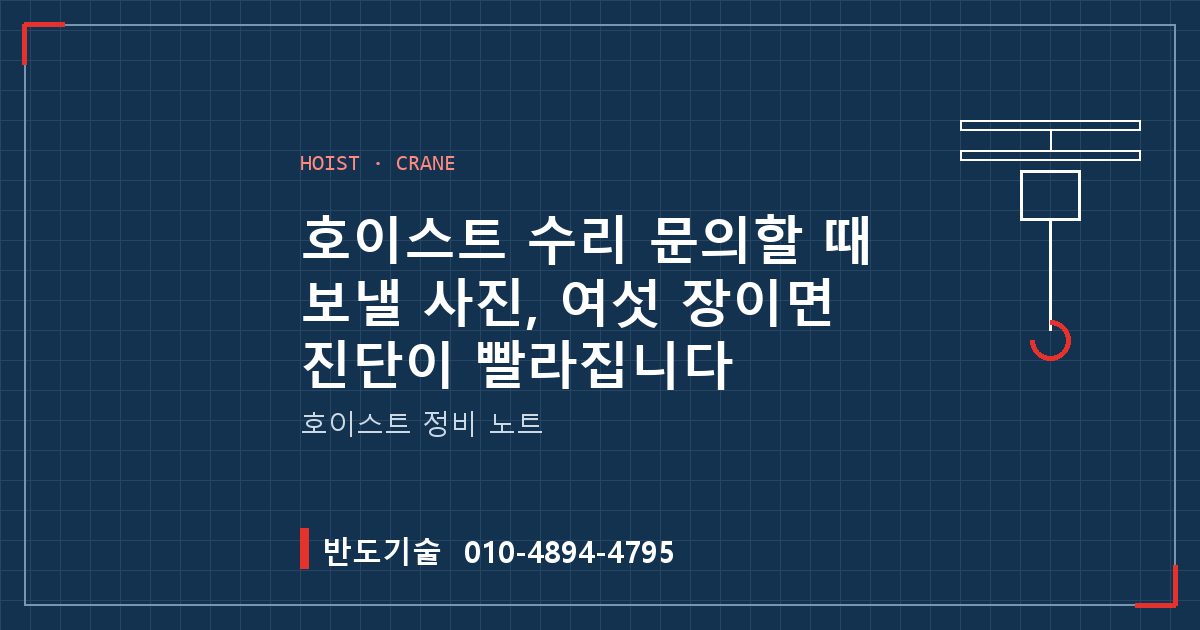 HOIST · CRANE
호이스트 수리 문의할 때
보낼 사진, 여섯 장이면
진단이 빨라집니다
호이스트 정비 노트
반도기술 010-4894-4795